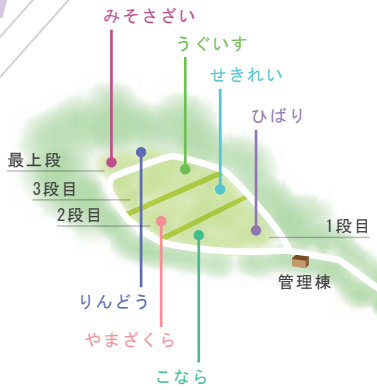 みそさざい
うぐいす
せきれい
ひばり
最上段
3段目
2段目
1段目
管理棟
りんどう
やまざくら
こなら